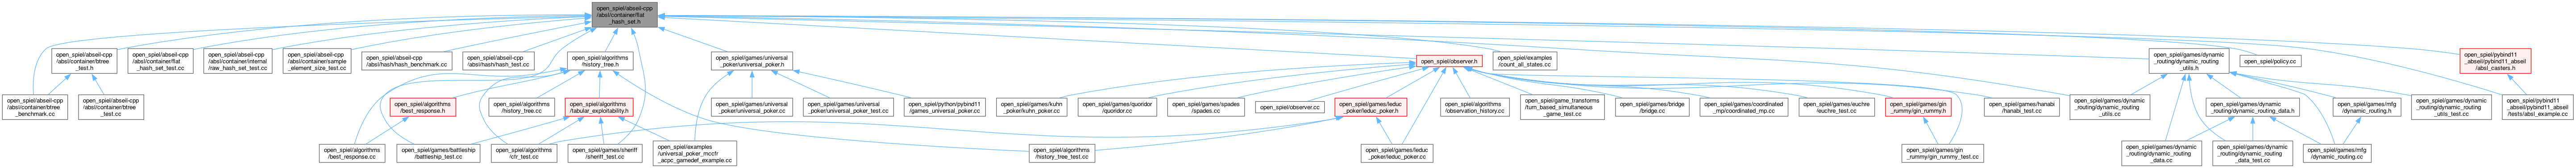 open_spiel/abseil-cpp
/absl/container/flat
_hash_set.h
open_spiel/abseil-cpp
/absl/container/btree
_test.h
open_spiel/abseil-cpp
/absl/container/flat
_hash_set_test.cc
open_spiel/abseil-cpp
/absl/container/internal
/raw_hash_set_test.cc
open_spiel/abseil-cpp
/absl/container/sample
_element_size_test.cc
open_spiel/abseil-cpp
/absl/hash/hash_benchmark.cc
open_spiel/abseil-cpp
/absl/hash/hash_test.cc
open_spiel/algorithms
/history_tree.h
open_spiel/games/universal
_poker/universal_poker.h
open_spiel/observer.h
open_spiel/examples
/count_all_states.cc
open_spiel/games/dynamic
_routing/dynamic_routing
_utils.h
open_spiel/policy.cc
open_spiel/pybind11
_abseil/pybind11_abseil
/absl_casters.h
open_spiel/abseil-cpp
/absl/container/btree
_benchmark.cc
open_spiel/abseil-cpp
/absl/container/btree
_test.cc
open_spiel/algorithms
/best_response.h
open_spiel/algorithms
/history_tree.cc
open_spiel/algorithms
/tabular_exploitability.h
open_spiel/games/universal
_poker/universal_poker.cc
open_spiel/games/universal
_poker/universal_poker_test.cc
open_spiel/python/pybind11
/games_universal_poker.cc
open_spiel/games/kuhn
_poker/kuhn_poker.cc
open_spiel/games/quoridor
/quoridor.cc
open_spiel/games/spades
/spades.cc
open_spiel/observer.cc
open_spiel/games/leduc
_poker/leduc_poker.h
open_spiel/algorithms
/observation_history.cc
open_spiel/game_transforms
/turn_based_simultaneous
_game_test.cc
open_spiel/games/bridge
/bridge.cc
open_spiel/games/coordinated
_mp/coordinated_mp.cc
open_spiel/games/euchre
/euchre_test.cc
open_spiel/games/gin
_rummy/gin_rummy.h
open_spiel/games/hanabi
/hanabi_test.cc
open_spiel/games/dynamic
_routing/dynamic_routing
_utils.cc
open_spiel/games/dynamic
_routing/dynamic_routing_data.h
open_spiel/games/mfg
/dynamic_routing.h
open_spiel/games/dynamic
_routing/dynamic_routing
_utils_test.cc
open_spiel/pybind11
_abseil/pybind11_abseil
/tests/absl_example.cc
open_spiel/algorithms
/best_response.cc
open_spiel/games/battleship
/battleship_test.cc
open_spiel/algorithms
/cfr_test.cc
open_spiel/games/sheriff
/sheriff_test.cc
open_spiel/examples
/universal_poker_mccfr
_acpc_gamedef_example.cc
open_spiel/algorithms
/history_tree_test.cc
open_spiel/games/leduc
_poker/leduc_poker.cc
open_spiel/games/gin
_rummy/gin_rummy_test.cc
open_spiel/games/dynamic
_routing/dynamic_routing
_data.cc
open_spiel/games/dynamic
_routing/dynamic_routing
_data_test.cc
open_spiel/games/mfg
/dynamic_routing.cc